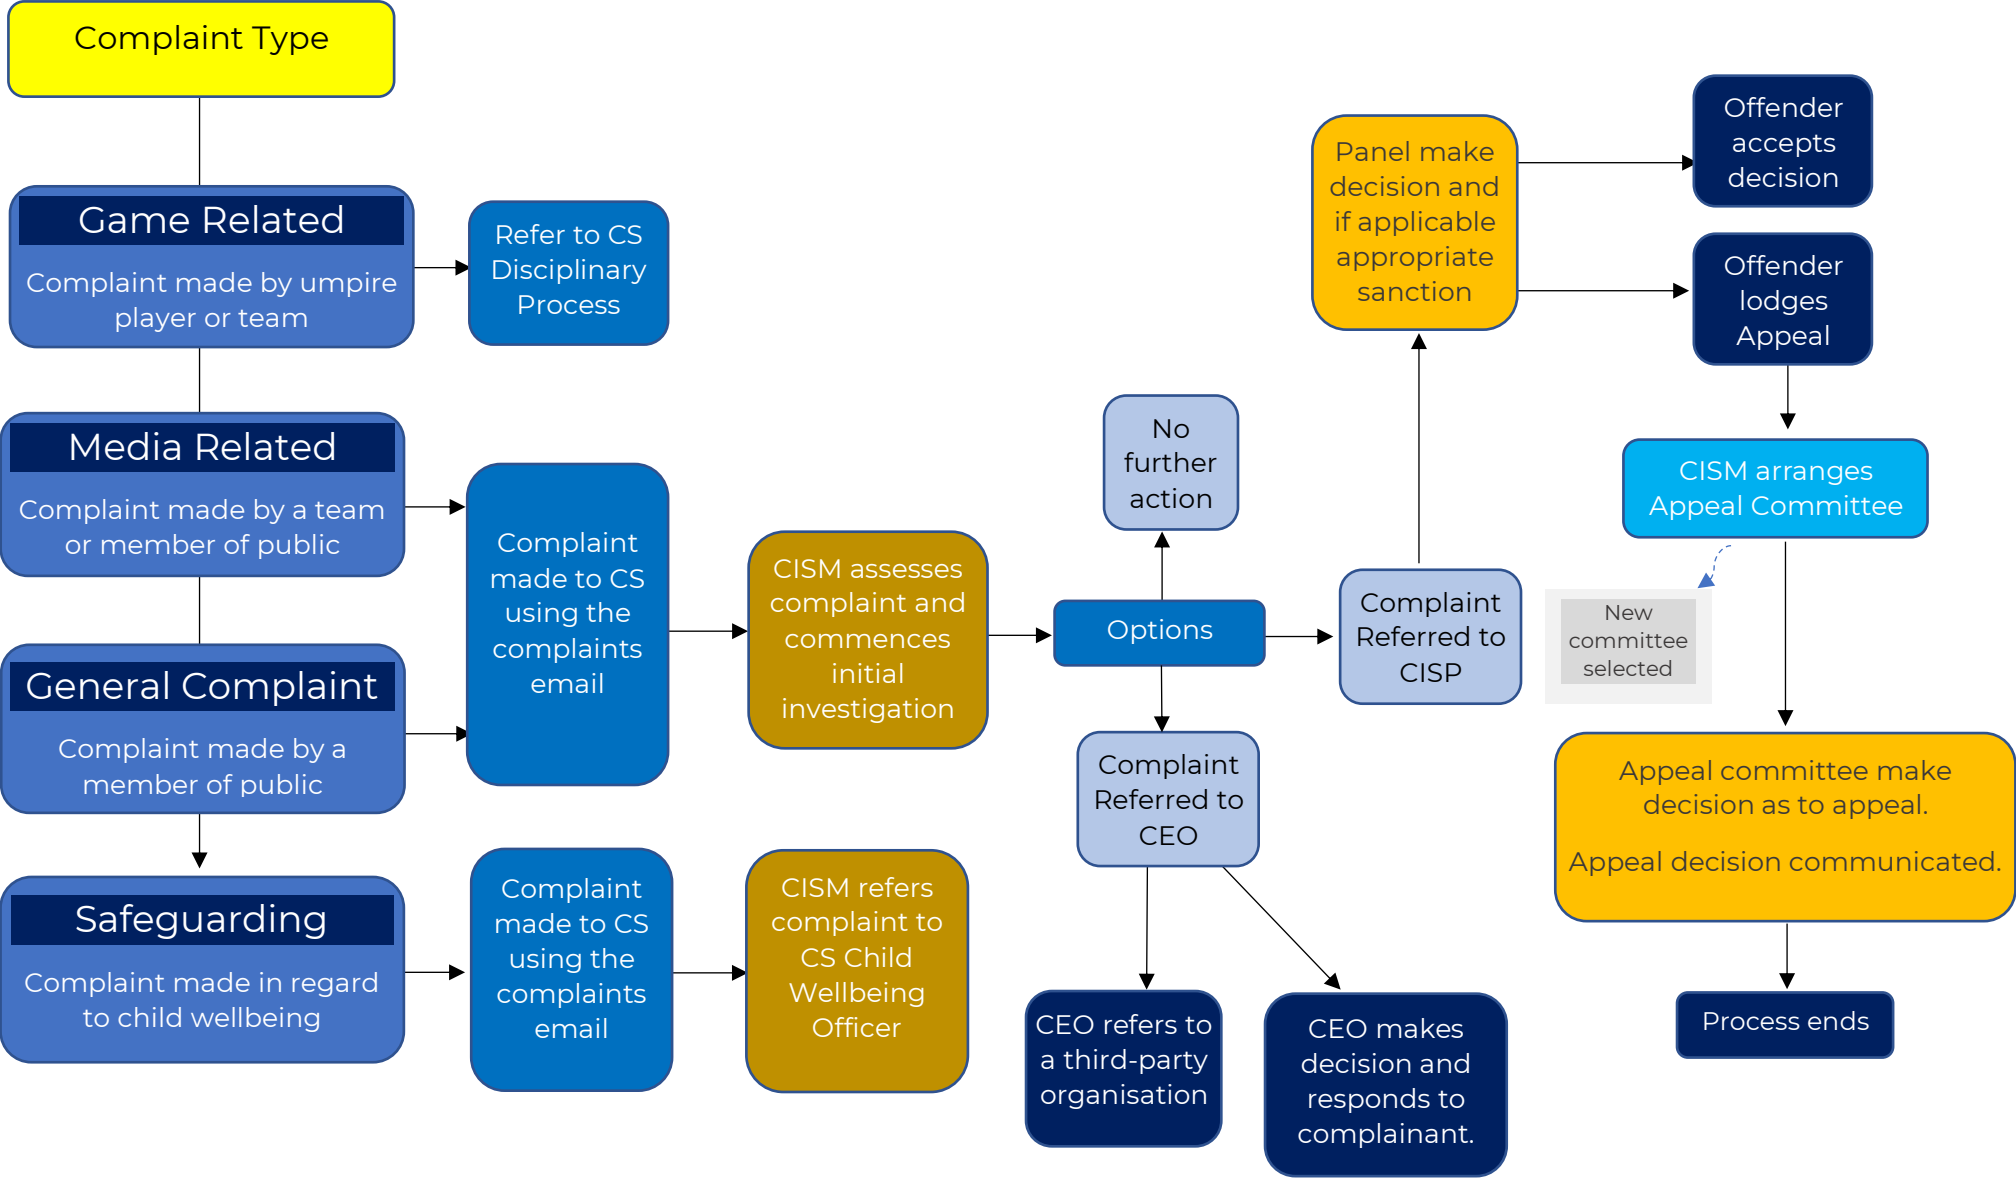 Complaint Type
Game Related
Complaint made by umpire
player or team
Refer to CS
Disciplinary
Process
Media Related
Complaint made by a team
or member of public
General Complaint
Complaint made by a
member of public
Complaint
made to CS
using the
complaints
email
CISM assesses
complaint and
commences
initial
investigation
Safeguarding
Complaint made in regard
to child wellbeing
Complaint
made to CS
using the
complaints
email
CISM refers
complaint to
CS Child
Wellbeing
Officer
No
further
action
Options
Complaint
Referred to
CEO
CEO refers to
a third-party
organisation
CEO makes
decision and
responds to
complainant.
Complaint
Referred to
CISP
Panel make
decision and
if applicable
appropriate
sanction
Offender
accepts
decision
Offender
lodges
Appeal
CISM arranges
Appeal Committee
New
committee
selected
Appeal committee make
decision as to appeal.
Appeal decision communicated.
Process ends